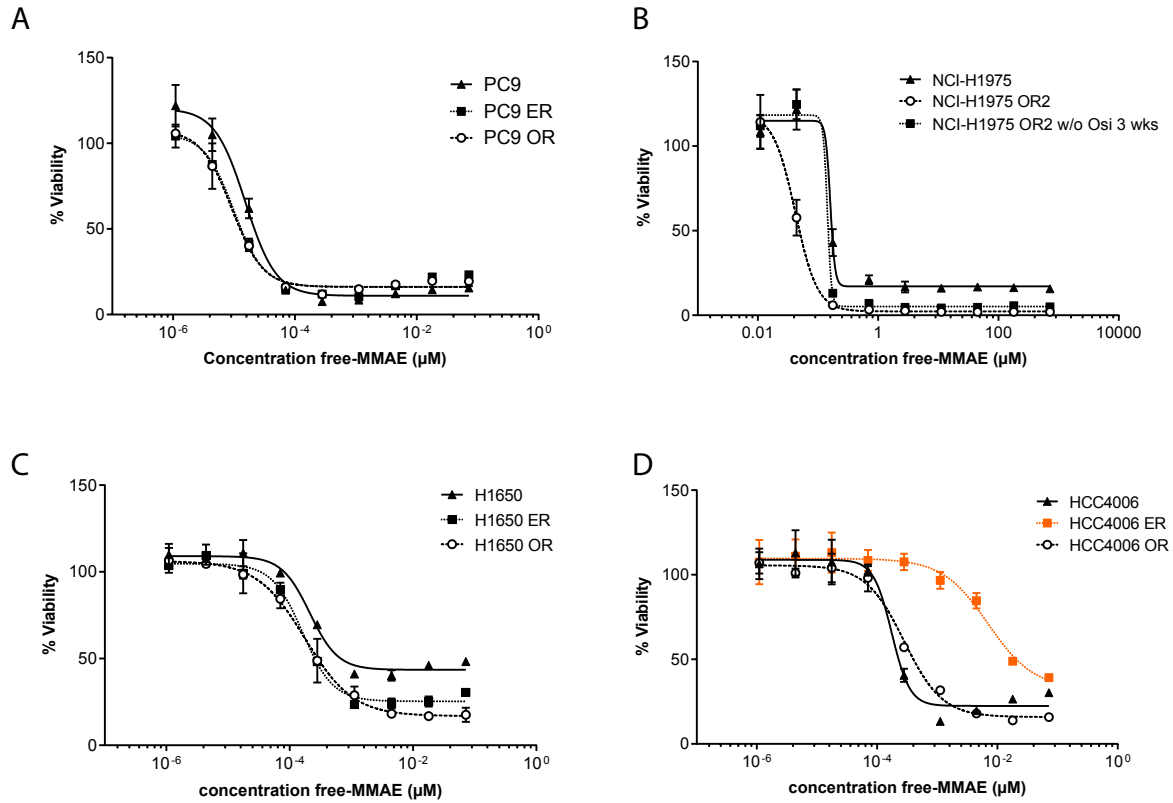 A
% Viability
150
100
50
0
10-6
10-4
10-2
100
Concentration free-MMAE (µM)
PC9
PC9 ER
PC9 OR
B
% Viability
150
100
50
0
0.01
1
100
10000
concentration free-MMAE (µM)
NCI-H1975
NCI-H1975 OR2
NCI-H1975 OR2 w/o Osi 3 wks
C
% Viability
150
100
50
0
10-6
10-4
10-2
100
concentration free-MMAE (µM)
H1650
H1650 ER
H1650 OR
D
% Viability
150
100
50
0
10-6
10-4
10-2
100
concentration free-MMAE (µM)
HCC4006
HCC4006 ER
HCC4006 OR